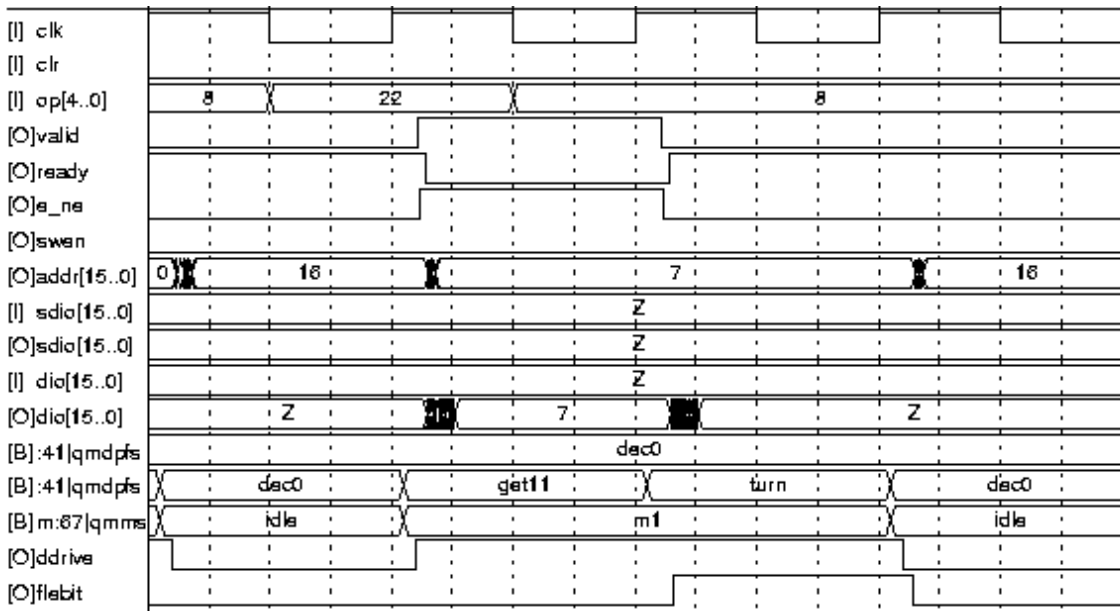 [I] clk
[I] clr
[I] op[4..0] 8 22 8
[O]valid
[O]ready
[O]e_ne
[O]swen
[O]addr[15..0] 0 16 7 16
[I] sdio[15..0] Z
[O]sdio[15..0] Z
[I] dio[15..0] Z
[O]dio[15..0] Z 7 Z
[B]:41|qmdpfs dec0
[B]:41|qmdpfs dec0 get11 turn dec0
[B]m:67|qmms idle m1 idle
[O]ddrive
[O]flebit